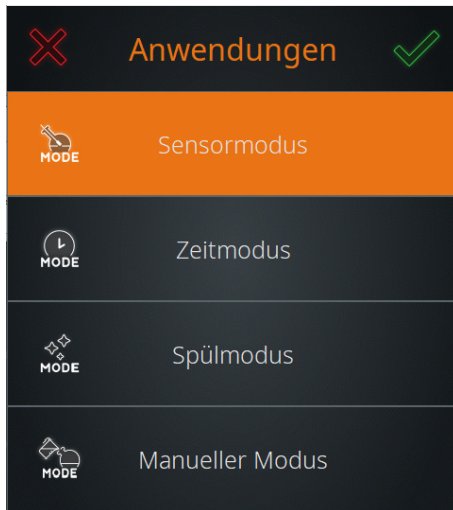 Anwendungen
MODE Sensormodus
MODE Zeitmodus
MODE Spülmodus
MODE Manueller Modus